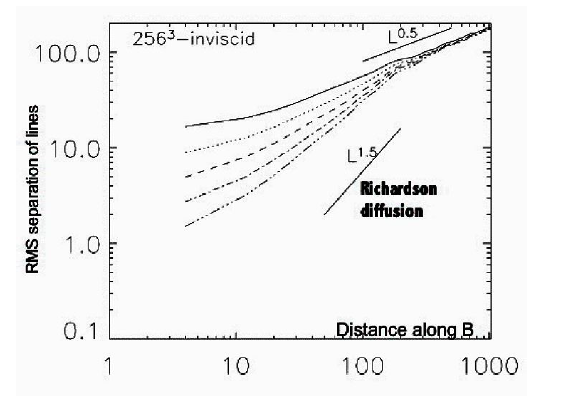 256³-inviscid
L^0.5
100.0
10.0
1.0
0.1
RMS separation of lines
L^1.5
Richardson
diffusion
Distance along B
1
10
100
1000